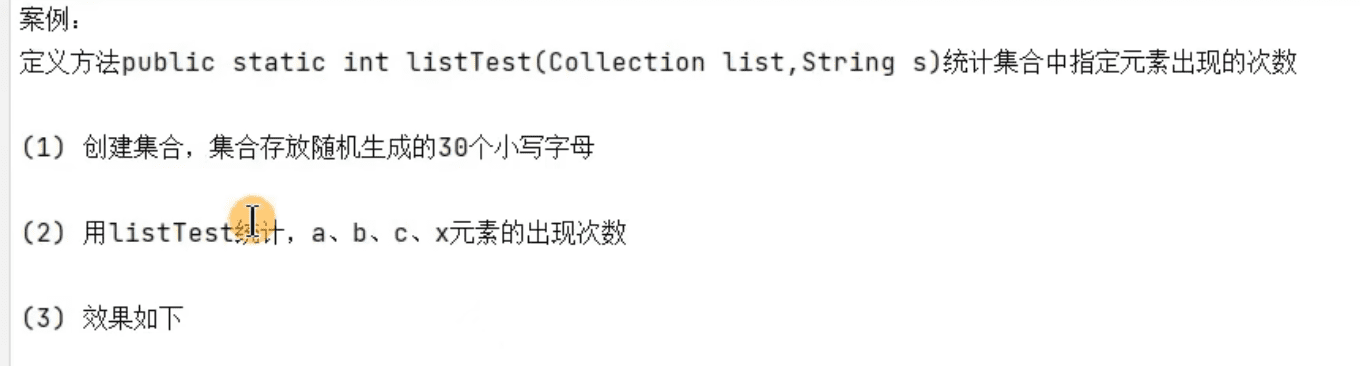 案例：
定义方法public static int listTest(Collection list,String s)统计集合中指定元素出现的次数
(1) 创建集合，集合存放随机生成的30个小写字母
(2) 用listTest统计，a、b、c、x元素的出现次数
(3) 效果如下